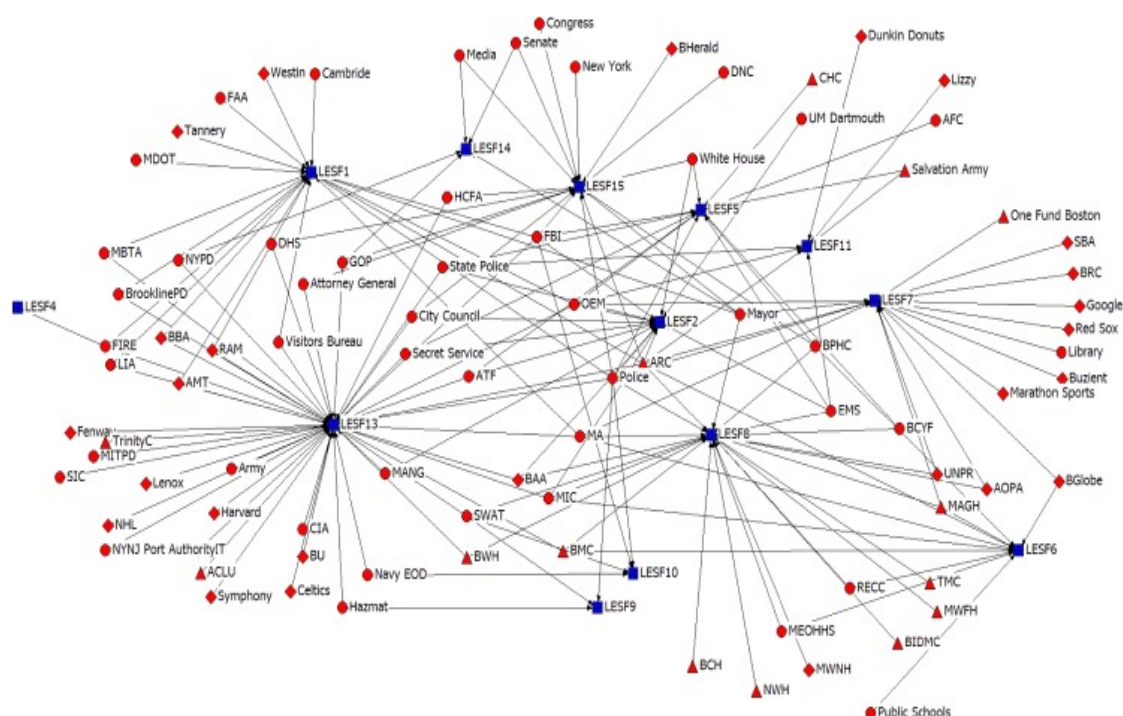 Congress
Senate
Dunkin Donuts
Media
BHerald
New York
DNC
Westin
Cambride
CHC
Lizzy
FAA
UM Dartmouth
AFC
Tannery
LESF14
MDOT
White House
LESF1
LESF15
Salvation Army
HCFA
LESF5
One Fund Boston
DHS
FBI
LESF11
SBA
MBTA
NYPD
GOP
State Police
BRC
Attorney General
BrooklinePD
LESF4
OEM
LESF7
Google
City Council
LESF2
Mayor
Red Sox
BBA
Visitors Bureau
FIRE
RAM
Secret Service
BPHC
Library
LIA
ARC
AMT
ATF
Police
Buzient
Marathon Sports
EMS
LESF13
Fenway
TrinityC
MA
LESF8
BCYF
MITPD
SIC
Army
MANG
BAA
UNPR
Lenox
AOPA
BGlobe
MIC
MAGH
Harvard
SWAT
NHL
CIA
NYNJ Port AuthorityIT
BU
BWH
BMC
LESF6
ACLU
Navy EOD
LESF10
TMC
RECC
Symphony
Celtics
Hazmat
LESF9
MWFH
MEOHHS
BIDMC
BCH
MWNH
NWH
Public Schools